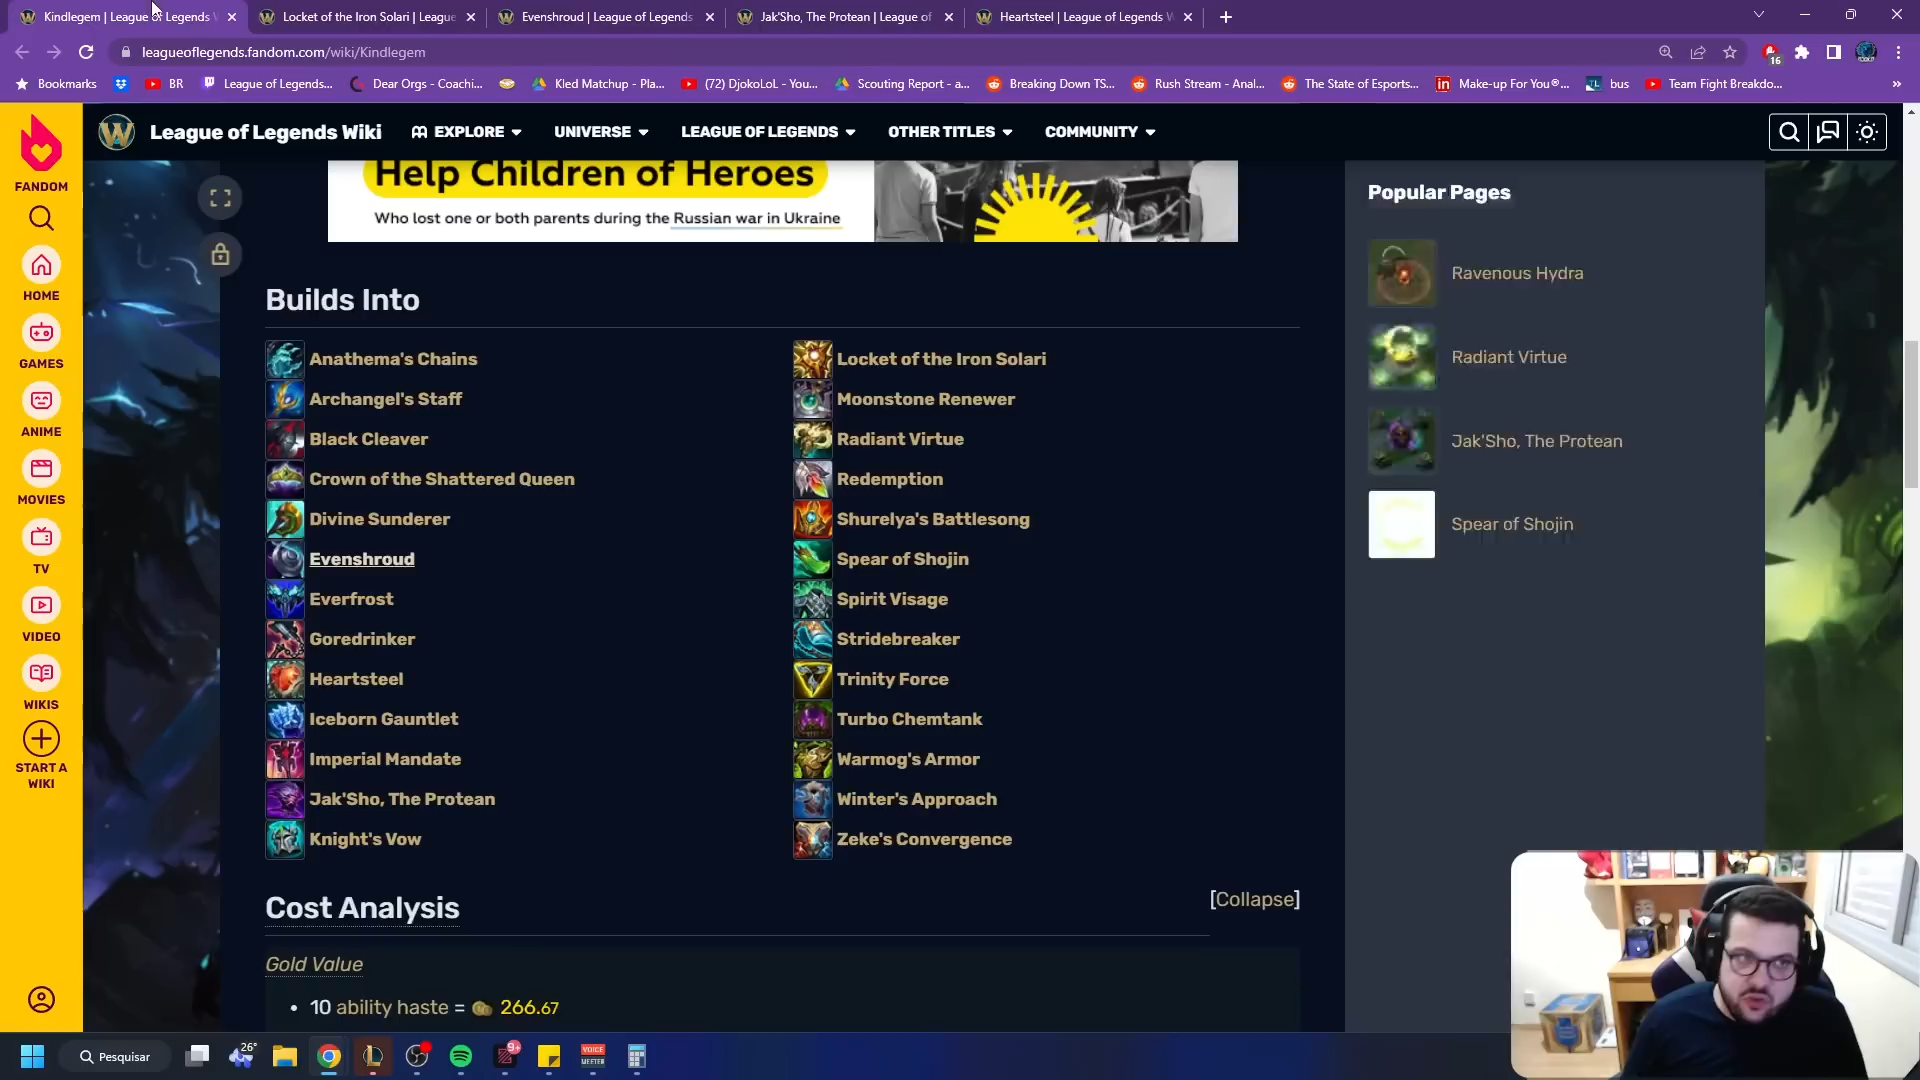 Kindlegem | League of Legends W
Locket of the Iron Solari | League
Evenshroud | League of Legends
Jak'Sho, The Protean | League of
Heartsteel | League of Legends W
leagueoflegends.fandom.com/wiki/Kindlegem
16
Bookmarks
BR
League of Legends...
Dear Orgs - Coachi...
Kled Matchup - Pla...
(72) DjokoLoL - You...
Scouting Report - a...
Breaking Down TS...
Rush Stream - Anal...
The State of Esports...
Make-up For You®...
bus
Team Fight Breakdo...
League of Legends Wiki
EXPLORE
UNIVERSE
LEAGUE OF LEGENDS
OTHER TITLES
COMMUNITY
FANDOM
HOME
GAMES
ANIME
MOVIES
TV
VIDEO
WIKIS
START A
WIKI
Help Children of Heroes
Who lost one or both parents during the Russian war in Ukraine
Builds Into
Anathema's Chains
Archangel's Staff
Black Cleaver
Crown of the Shattered Queen
Divine Sunderer
Evenshroud
Everfrost
Goredrinker
Heartsteel
Iceborn Gauntlet
Imperial Mandate
Jak'Sho, The Protean
Knight's Vow
Locket of the Iron Solari
Moonstone Renewer
Radiant Virtue
Redemption
Shurelya's Battlesong
Spear of Shojin
Spirit Visage
Stridebreaker
Trinity Force
Turbo Chemtank
Warmog's Armor
Winter's Approach
Zeke's Convergence
Cost Analysis
[Collapse]
Gold Value
• 10 ability haste = 266.67
Popular Pages
Ravenous Hydra
Radiant Virtue
Jak'Sho, The Protean
Spear of Shojin
Pesquisar
26°
9+
VOICE
MEETER